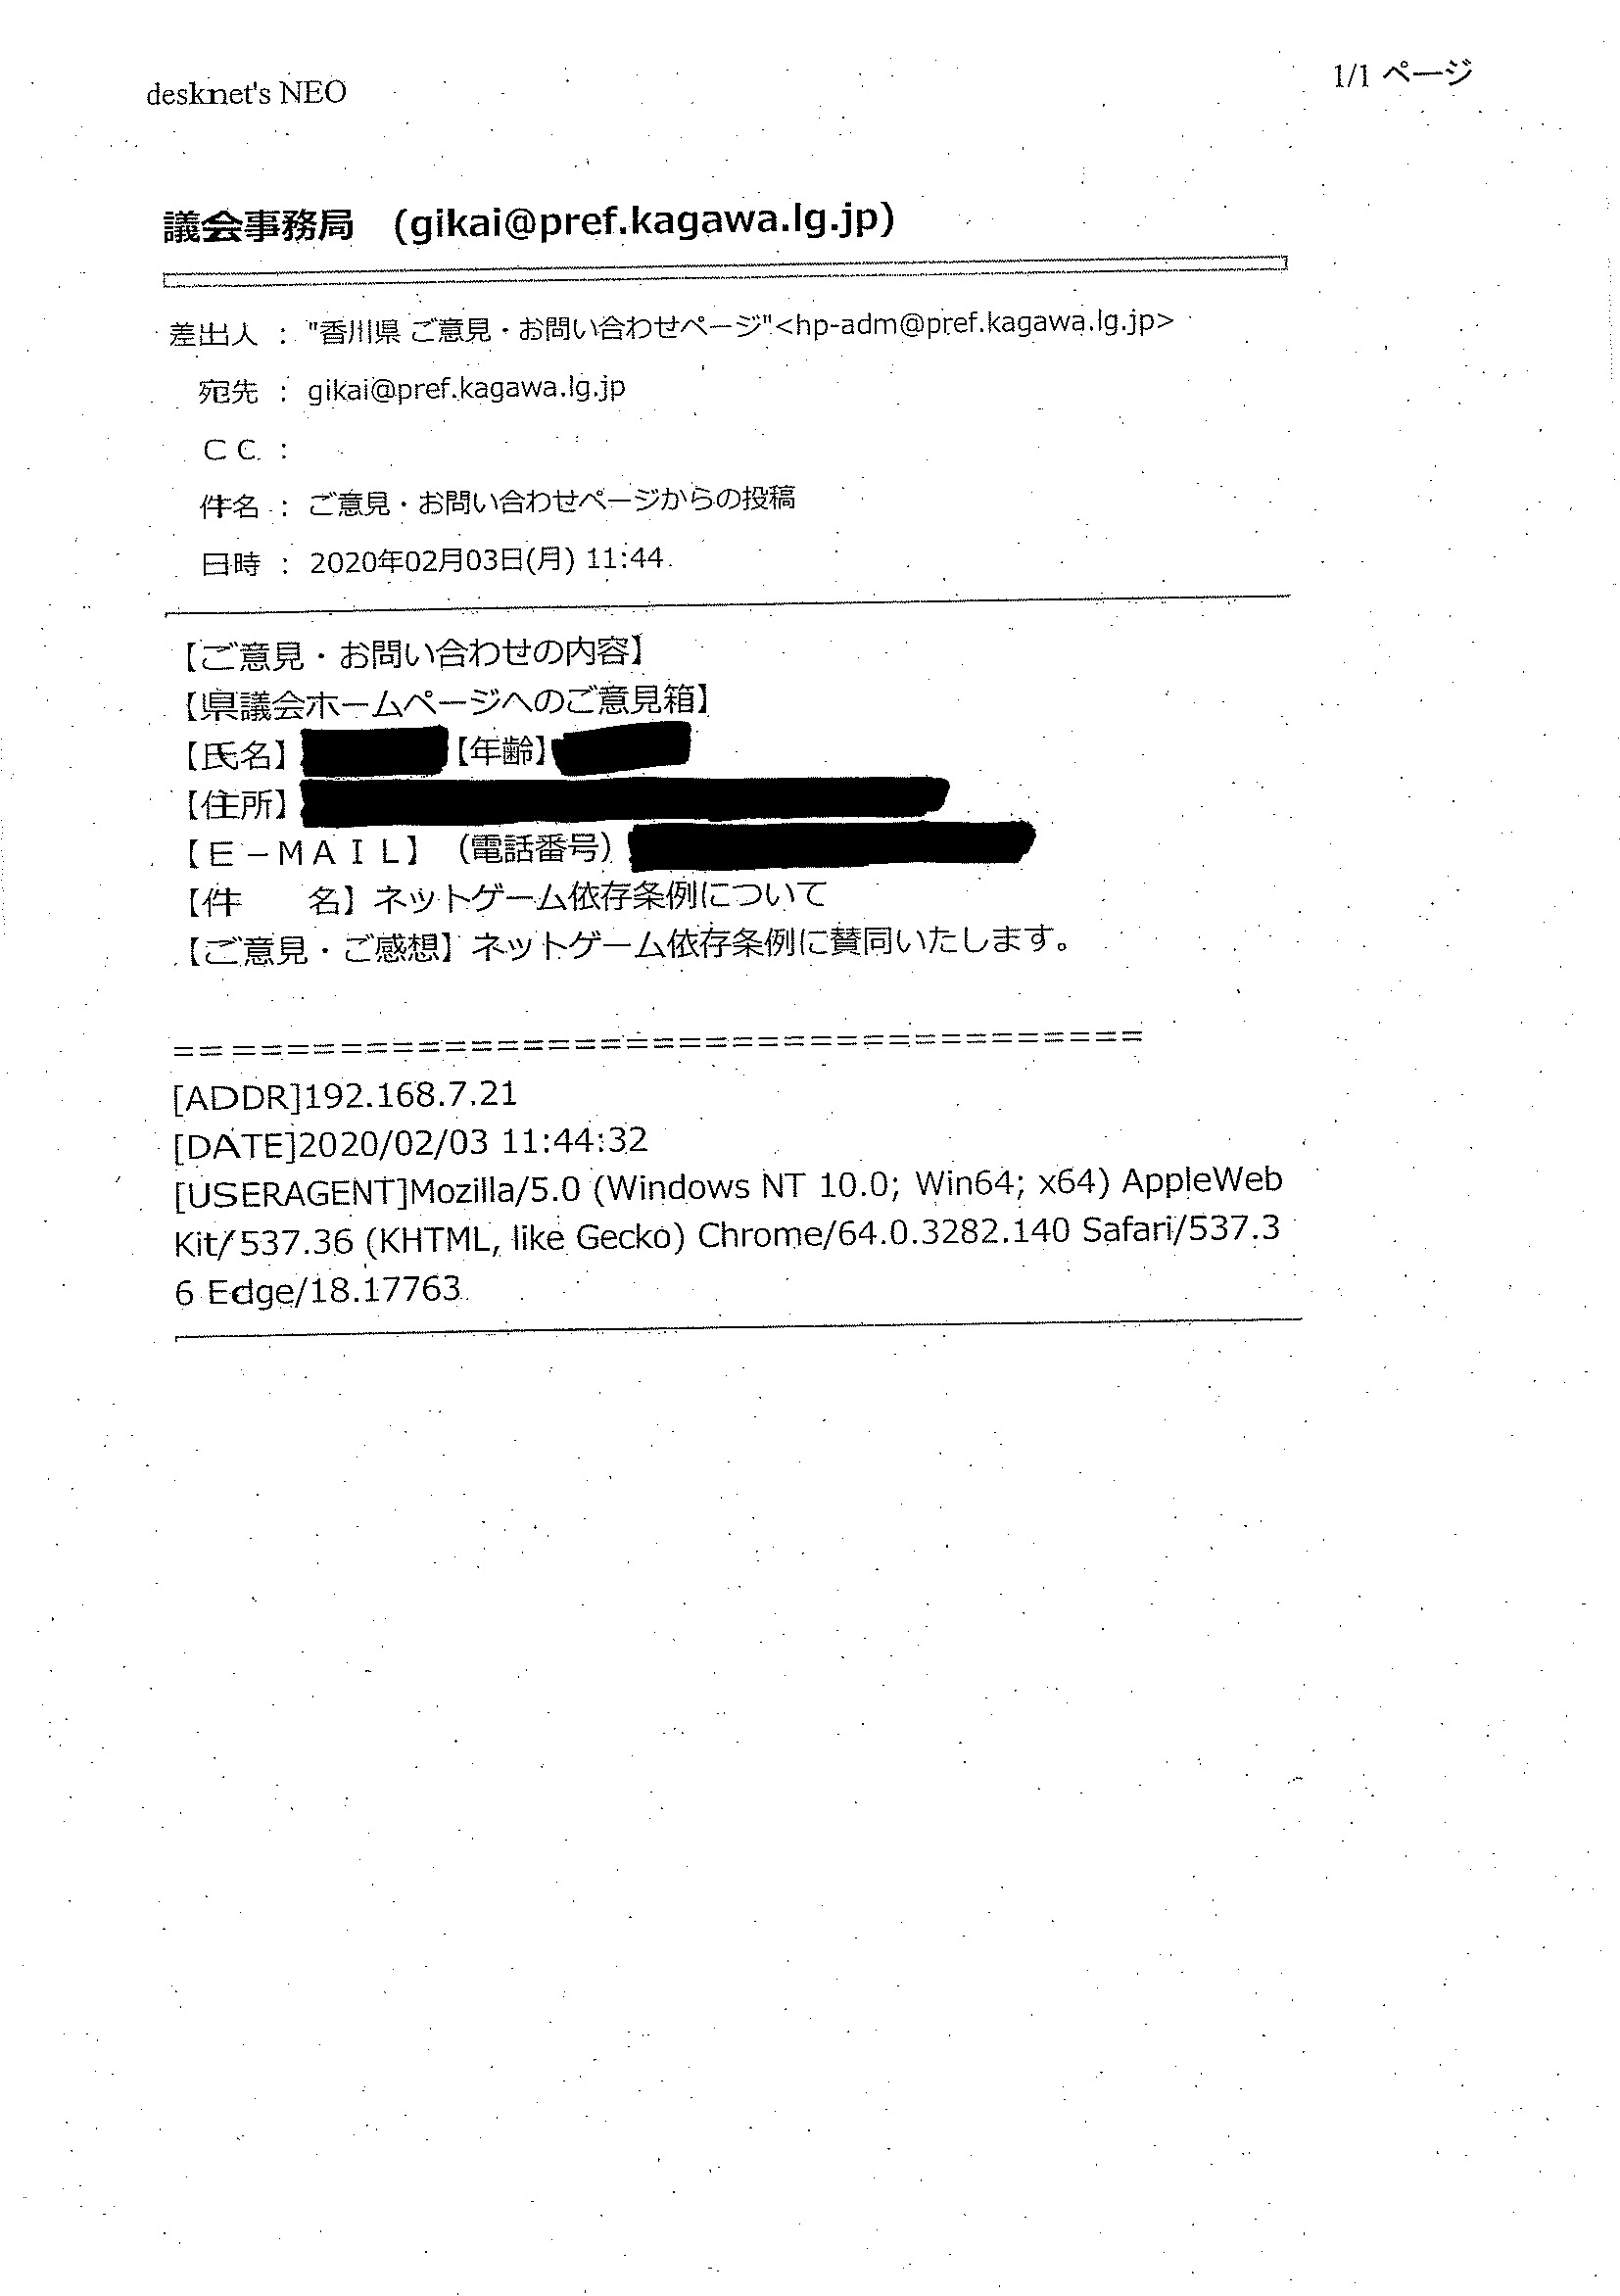 desknet's NEO
1/1 ページ
議会事務局　(gikai@pref.kagawa.lg.jp)
差出人 ： "香川県 ご意見・お問い合わせページ"<hp-adm@pref.kagawa.lg.jp>
宛先 ： gikai@pref.kagawa.lg.jp
ＣＣ ：
件名 ： ご意見・お問い合わせページからの投稿
日時 ： 2020年02月03日(月) 11:44
【ご意見・お問い合わせの内容】
【県議会ホームページへのご意見箱】
【氏名】【年齢】
【住所】
【Ｅ－ＭＡＩＬ】（電話番号）
【件　　名】ネットゲーム依存条例について
【ご意見・ご感想】ネットゲーム依存条例に賛同いたします。
=====================================
[ADDR]192.168.7.21
[DATE]2020/02/03 11:44:32
[USERAGENT]Mozilla/5.0 (Windows NT 10.0; Win64; x64) AppleWeb
Kit/537.36 (KHTML, like Gecko) Chrome/64.0.3282.140 Safari/537.3
6 Edge/18.17763